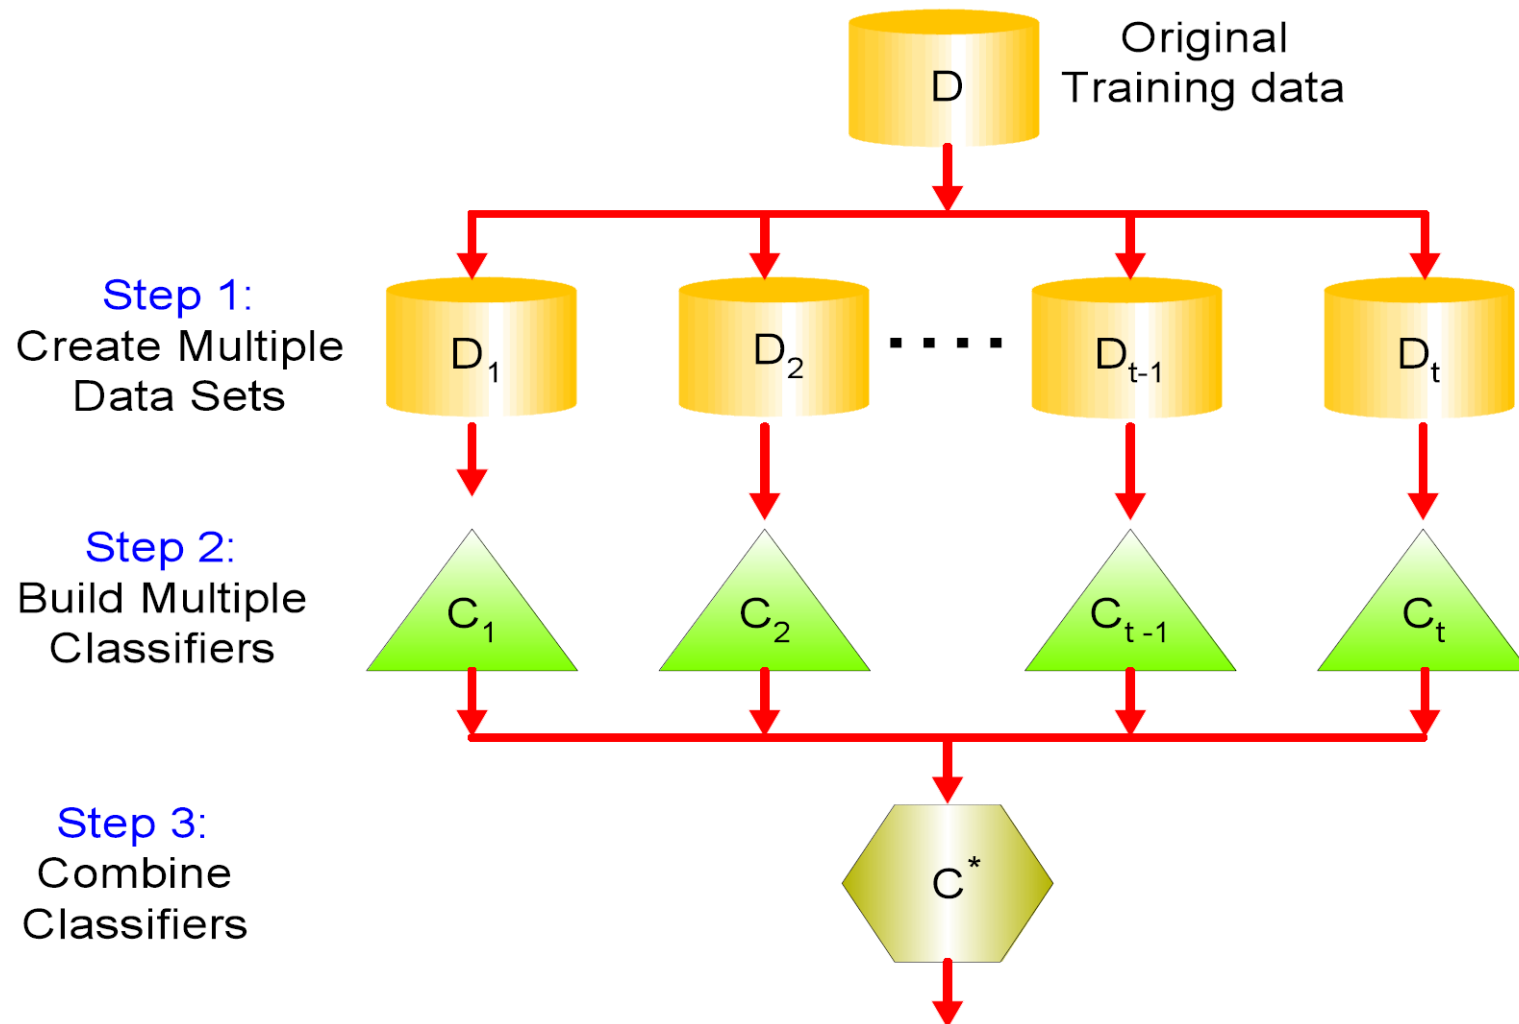 D
Original
Training data
Step 1:
Create Multiple
Data Sets
D1
D2
....
Dt-1
Dt
Step 2:
Build Multiple
Classifiers
C1
C2
Ct -1
Ct
Step 3:
Combine
Classifiers
C*